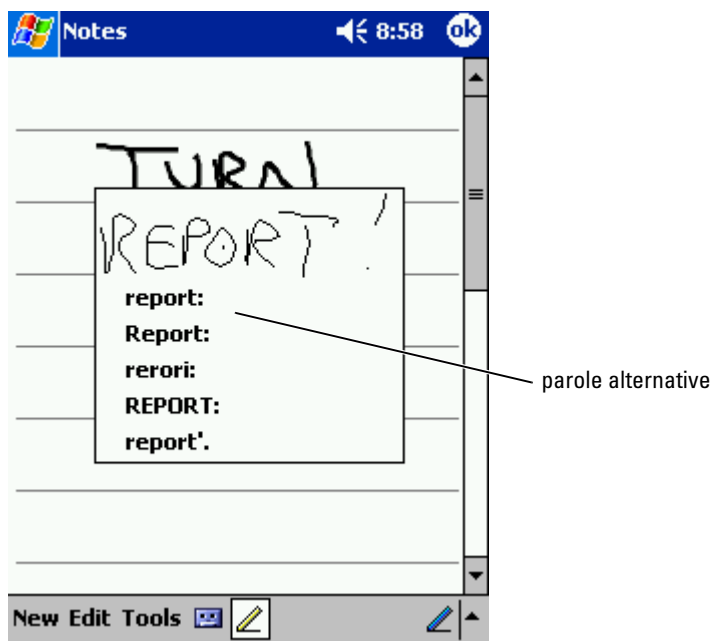 Notes 8:58 ok
TURN
REPORT!
report:
Report:
rerori:
REPORT:
report'.
parole alternative
New Edit Tools